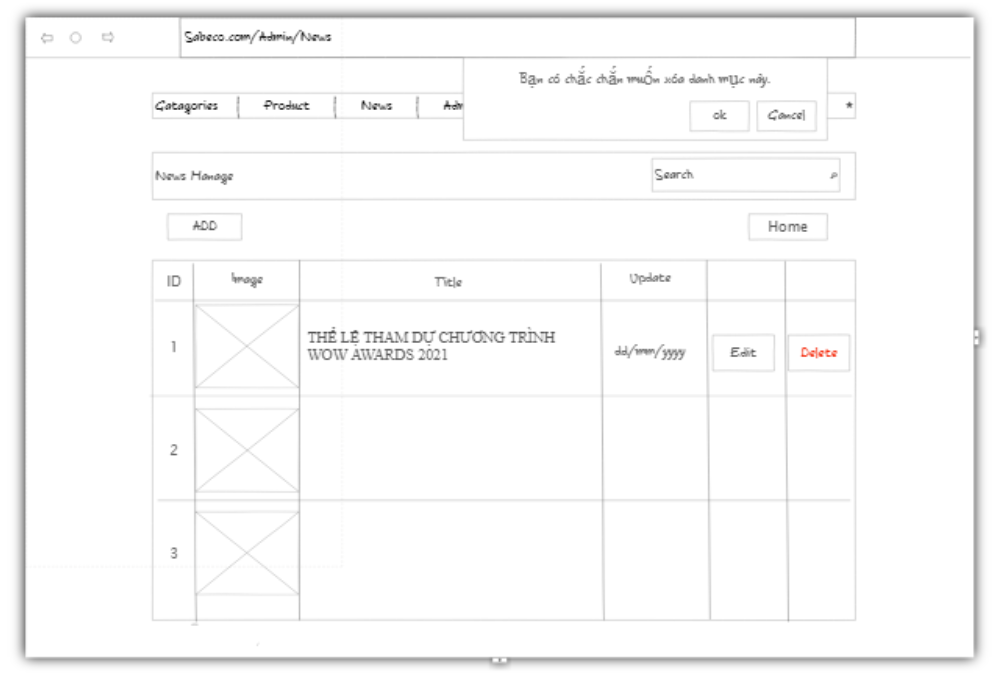 Sabeco.com/Admin/News
Bạn có chắc chắn muốn xóa danh mục này.
ok Cancel
Catagories Product News Adm *
News Manage Search
ADD Home
ID Image Title Update
1 THỂ LỆ THAM DỰ CHƯƠNG TRÌNH
WOW AWARDS 2021
dd/mm/yyyy Edit Delete
2
3